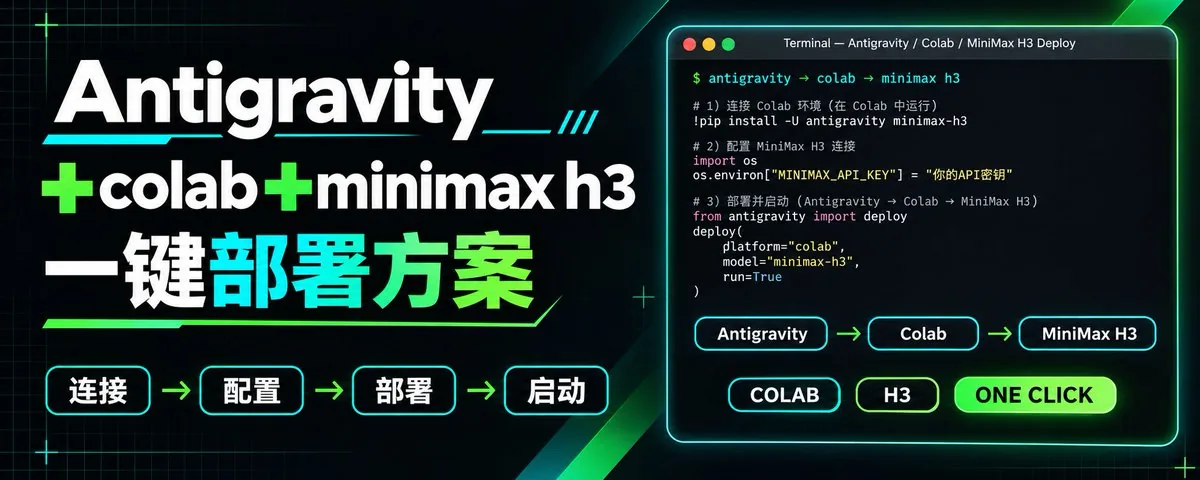 Antigravity
+colab+minimax h3
一键部署方案
连接 → 配置 → 部署 → 启动
Terminal — Antigravity / Colab / MiniMax H3 Deploy
$ antigravity → colab → minimax h3
# 1) 连接 Colab 环境 (在 Colab 中运行)
!pip install -U antigravity minimax-h3
# 2) 配置 MiniMax H3 连接
import os
os.environ["MINIMAX_API_KEY"] = "你的API密钥"
# 3) 部署并启动 (Antigravity → Colab → MiniMax H3)
from antigravity import deploy
deploy(
platform="colab",
model="minimax-h3",
run=True
)
Antigravity → Colab → MiniMax H3
COLAB H3 ONE CLICK